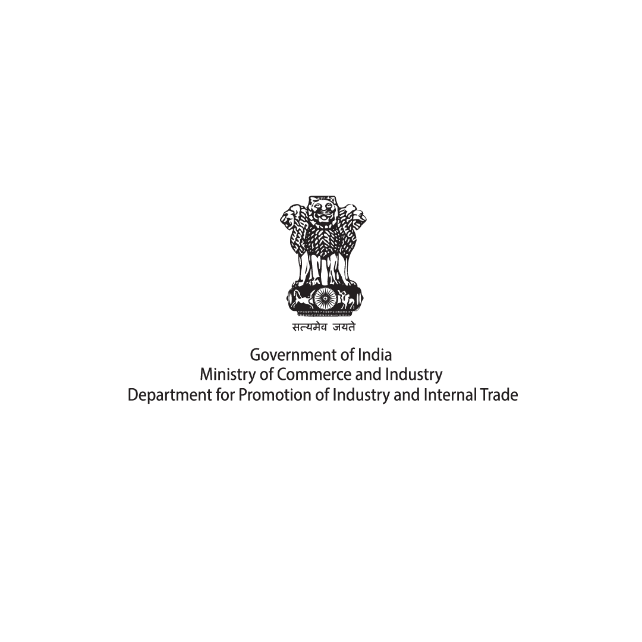 सत्यमेव जयते
Government of India
Ministry of Commerce and Industry
Department for Promotion of Industry and Internal Trade